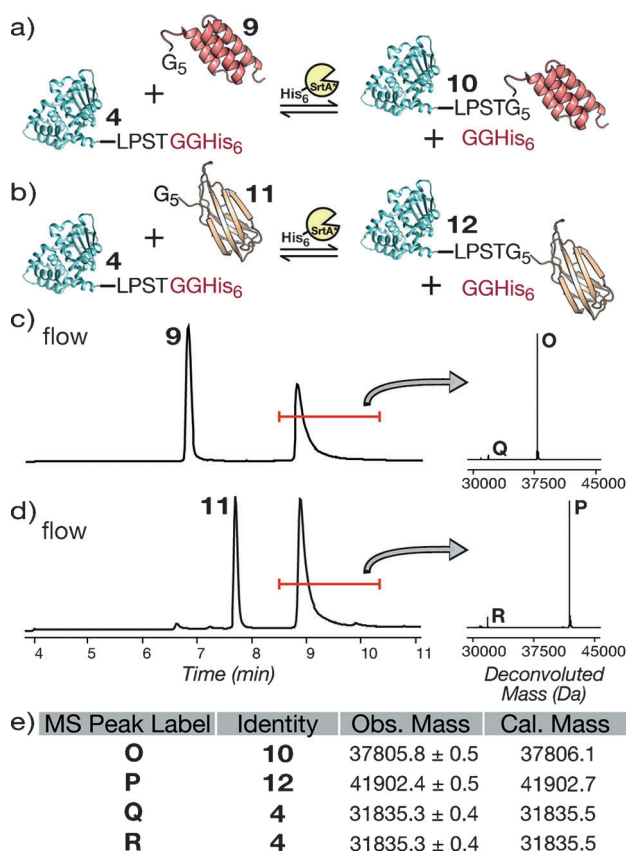 a)
9
G5
+
His6 SrtA*
10
4
LPSTGGHis6
LPSTG5
+ GGHis6
b)
11
G5
+
His6 SrtA*
12
4
LPSTGGHis6
LPSTG5
+ GGHis6
c)
flow
9
O
Q
30000 37500 45000
d)
flow
11
P
R
4 5 6 7 8 9 10 11
Time (min)
30000 37500 45000
Deconvoluted
Mass (Da)
e) MS Peak Label Identity Obs. Mass Cal. Mass
O 10 37805.8 ± 0.5 37806.1
P 12 41902.4 ± 0.5 41902.7
Q 4 31835.3 ± 0.4 31835.5
R 4 31835.3 ± 0.4 31835.5